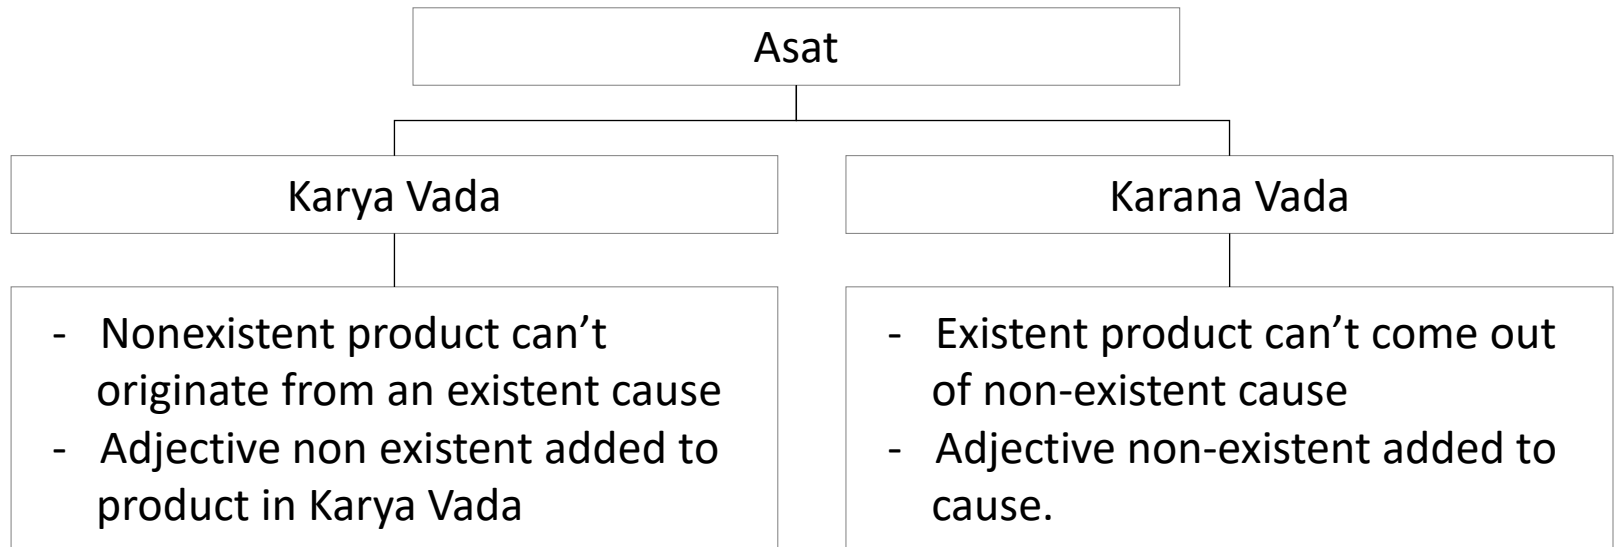 Asat
Karya Vada
Karana Vada
- Nonexistent product can’t
originate from an existent cause
- Adjective non existent added to
product in Karya Vada
- Existent product can’t come out
of non-existent cause
- Adjective non-existent added to
cause.